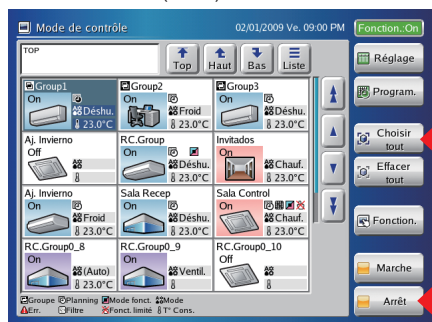 Mode de contrôle 02/01/2009 Ve. 09:00 PM Fonction.:On
TOP
Top Haut Bas Liste
Réglage
Program.
Choisir tout
Effacer tout
Fonction.
Marche
Arrêt
Group1 Group2 Group3
On On On
Déshu. Froid Déshu.
23.0°C 23.0°C 23.0°C
Aj. Invierno RC.Group Invitados
Off On On
Déshu. Chauf.
23.0°C 23.0°C
Aj. Invierno Sala Recep Sala Control
On On On
Froid Déshu. Chauf.
23.0°C 23.0°C 23.0°C
RC.Group0_8 RC.Group0_9 RC.Group0_10
On On Off
(Auto) Ventil.
23.0°C
Groupe Planning Mode fonct. Mode
Err. Filtre Fonct. limité T° Cons.